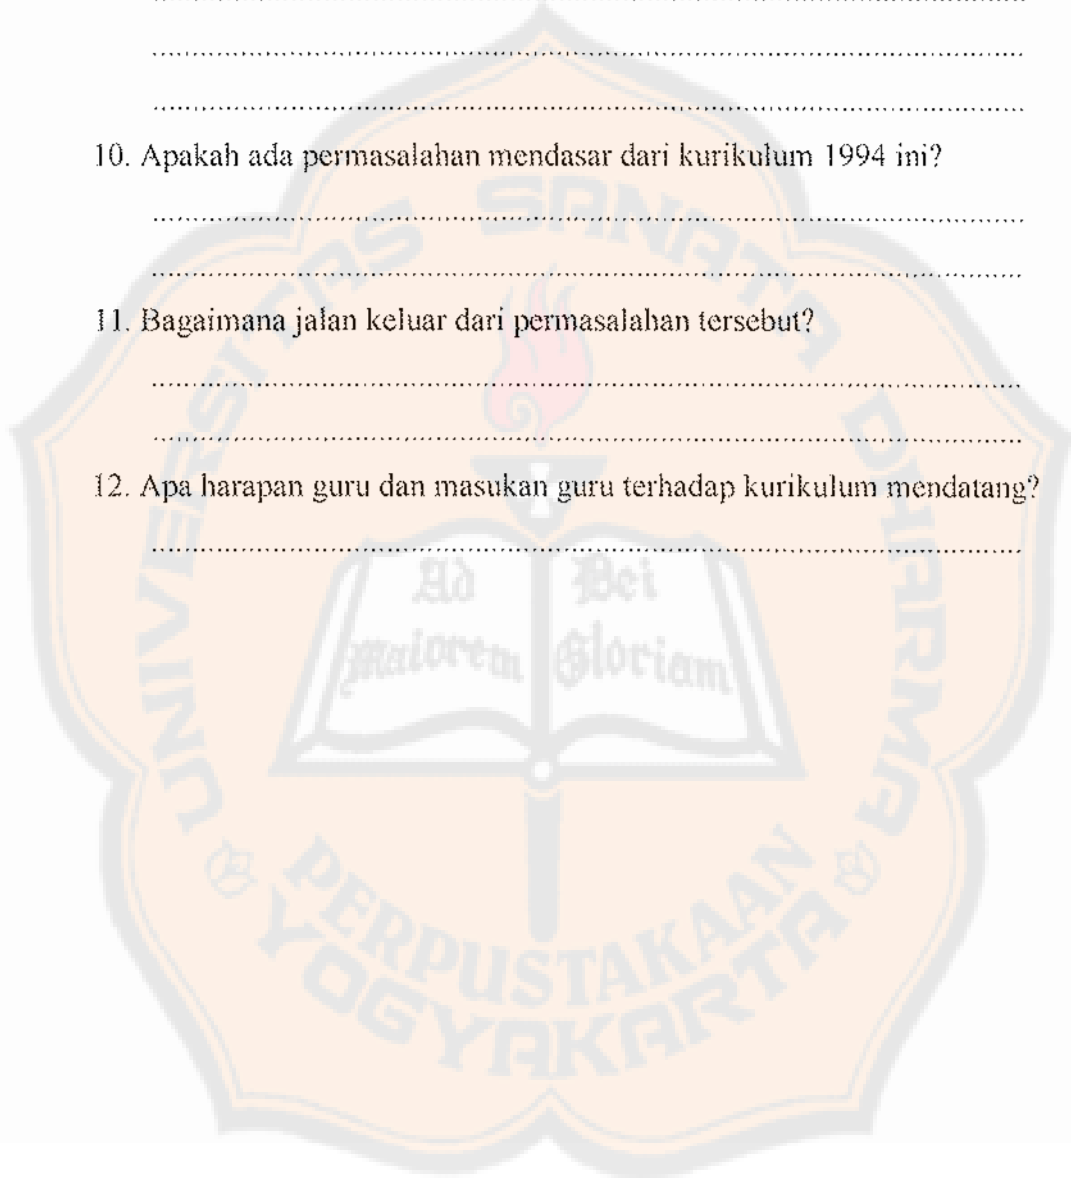 ........................................................................
........................................................................
........................................................................
10. Apakah ada permasalahan mendasar dari kurikulum 1994 ini?
........................................................................
........................................................................
11. Bagaimana jalan keluar dari permasalahan tersebut?
........................................................................
........................................................................
12. Apa harapan guru dan masukan guru terhadap kurikulum mendatang?
........................................................................
UNIVERSITAS SANATA DHARMA
Ad Dei
Maiorem Gloriam
PERPUSTAKAAN
YOGYAKARTA